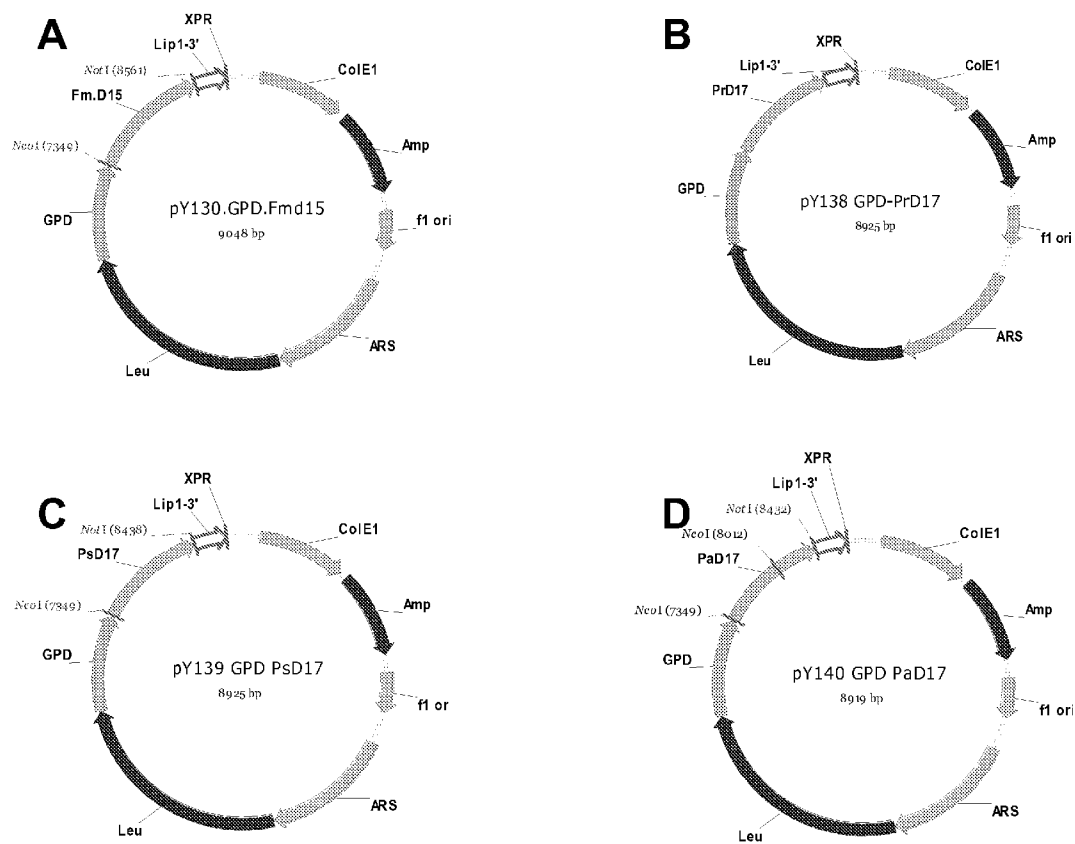 A
XPR
Lip1-3'
NotI (8561)
ColE1
Fm.D15
Amp
NcoI (7349)
GPD
pY130.GPD.Fmd15
9048 bp
f1 ori
ARS
Leu
B
XPR
Lip1-3'
ColE1
PrD17
Amp
GPD
pY138 GPD-PrD17
8925 bp
f1 ori
ARS
Leu
C
XPR
Lip1-3'
NotI (8438)
ColE1
PsD17
NcoI (7349)
Amp
GPD
pY139 GPD PsD17
8925 bp
f1 or
ARS
Leu
D
XPR
Lip1-3'
NotI (8432)
NcoI (8012)
ColE1
PaD17
NcoI (7349)
Amp
GPD
pY140 GPD PaD17
8919 bp
f1 ori
ARS
Leu